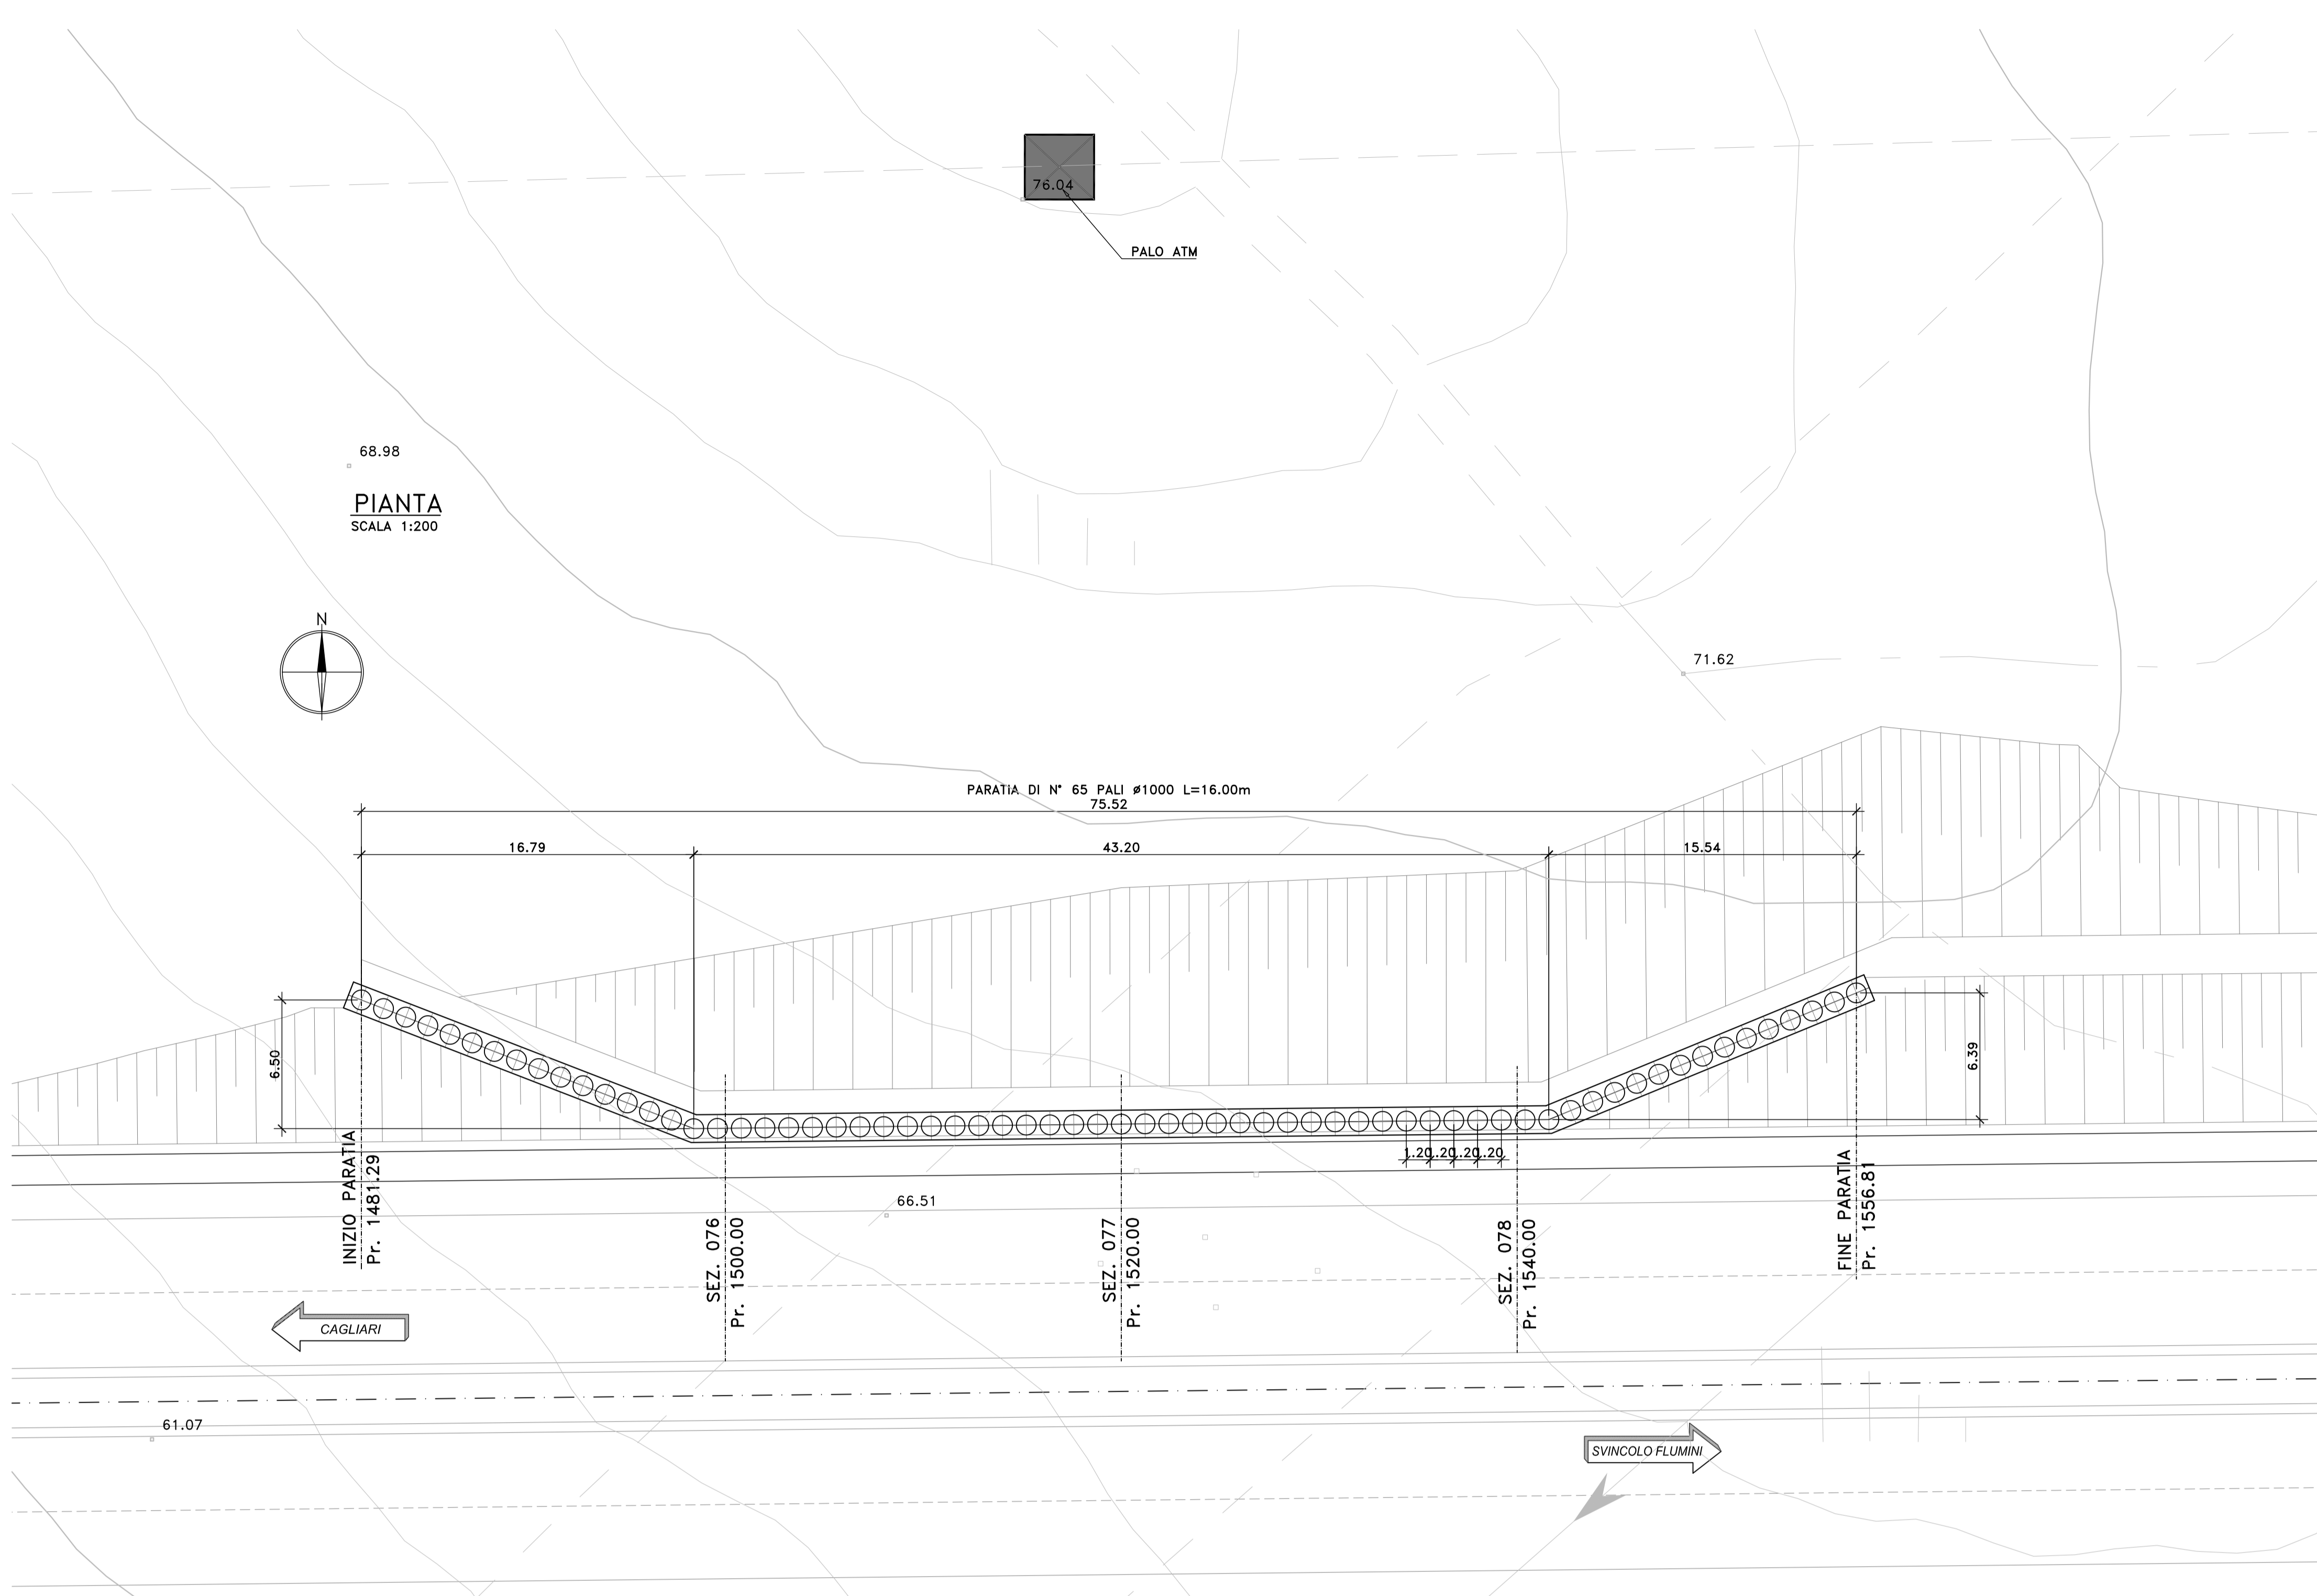 76.04
PALO ATM
68.98
PIANTA
SCALA 1:200
N
71.62
PARATIA DI N° 65 PALI ø1000 L=16.00m
75.52
16.79
43.20
15.54
6.50
6.39
1.20
1.20
1.20
1.20
INIZIO PARATIA
Pr. 1481.29
SEZ. 076
Pr. 1500.00
SEZ. 077
Pr. 1520.00
SEZ. 078
Pr. 1540.00
FINE PARATIA
Pr. 1556.81
66.51
CAGLIARI
61.07
SVINCOLO FLUMINI